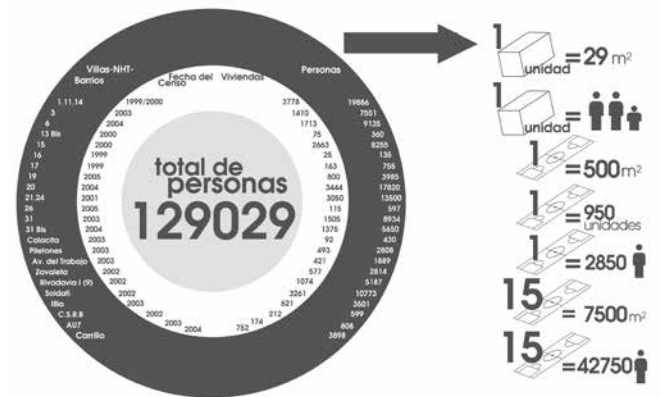 Villas-NHT-Barrios Fecha del Censo Viviendas Personas
1.11.14 1999/2000 3778 19886
3 2003 1410 7551
6 2004 1713 9135
13 Bis 2000 75 360
15 2000 2663 8255
16 1999 25 135
17 1999 163 755
19 2005 800 3985
20 2004 3444 17820
21.24 2001 3050 13500
26 2005 115 597
31 2003 1505 8934
31 Bis 2004 1375 5650
Calacita 2003 92 430
Piletones 2003 493 2808
Av. del Trabajo 2003 421 1889
Zavaleta 2002 577 2814
Rivadavia I (9) 2002 1074 5187
Soldati 2002 3261 10773
Illia 2003 621 3501
C.S.R.B 2002 212 599
AU7 2003 174 808
Carrillo 2004 752 3898
total de
personas
129029
1 unidad = 29 m²
1 unidad =
1 = 500 m²
1 = 950 unidades
1 = 2850
15 = 7500 m²
15 = 42750